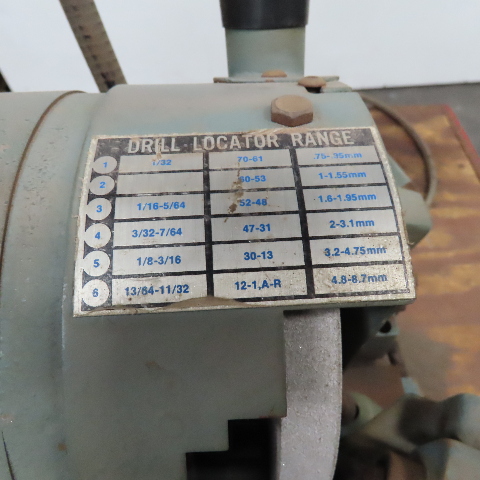 DRILL LOCATOR RANGE
1 1/32 70-61 .75-.95mm
2 60-53 1-1.55mm
3 1/16-5/64 52-46 1.6-1.95mm
4 3/32-7/64 47-31 2-3.1mm
5 1/8-3/16 30-13 3.2-4.75mm
6 13/64-11/32 12-1,A-R 4.8-8.7mm